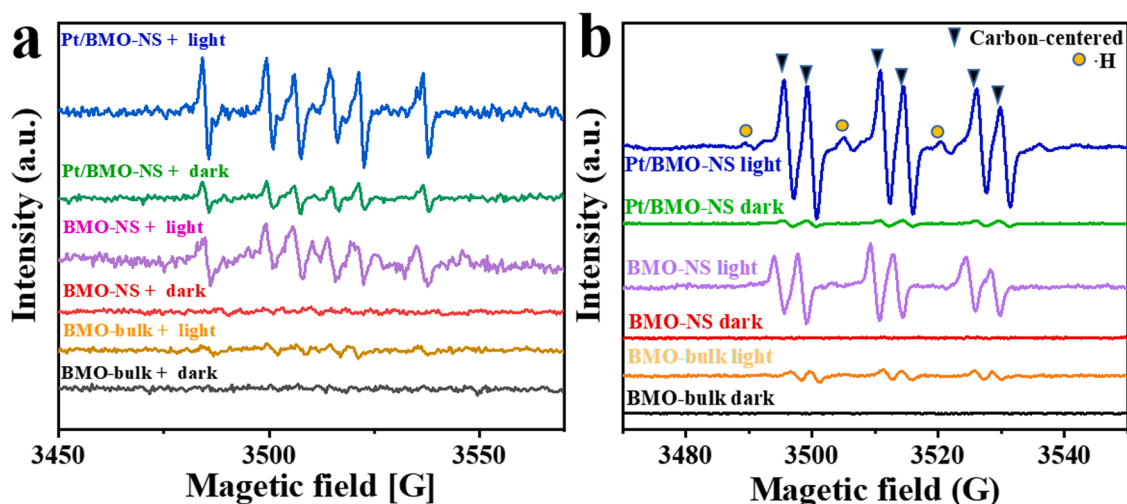 a
Pt/BMO-NS + light
Pt/BMO-NS + dark
BMO-NS + light
BMO-NS + dark
BMO-bulk + light
BMO-bulk + dark
Intensity (a.u.)
3450 3500 3550
Magetic field [G]
b
Carbon-centered
·H
Pt/BMO-NS light
Pt/BMO-NS dark
BMO-NS light
BMO-NS dark
BMO-bulk light
BMO-bulk dark
Intensity (a.u.)
3480 3500 3520 3540
Magetic field (G)